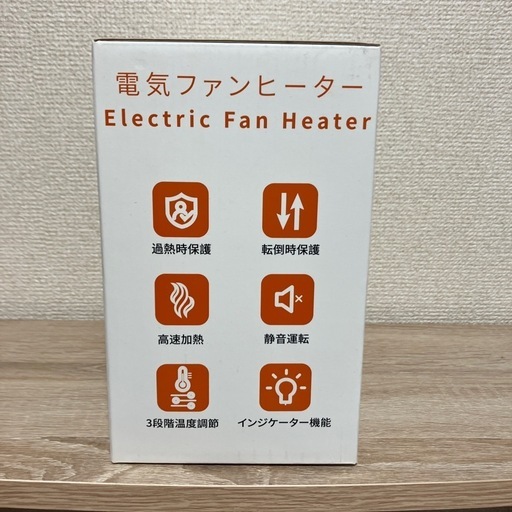 電気ファンヒーター
Electric Fan Heater
過熱時保護
転倒時保護
高速加熱
静音運転
3段階温度調節
インジケーター機能